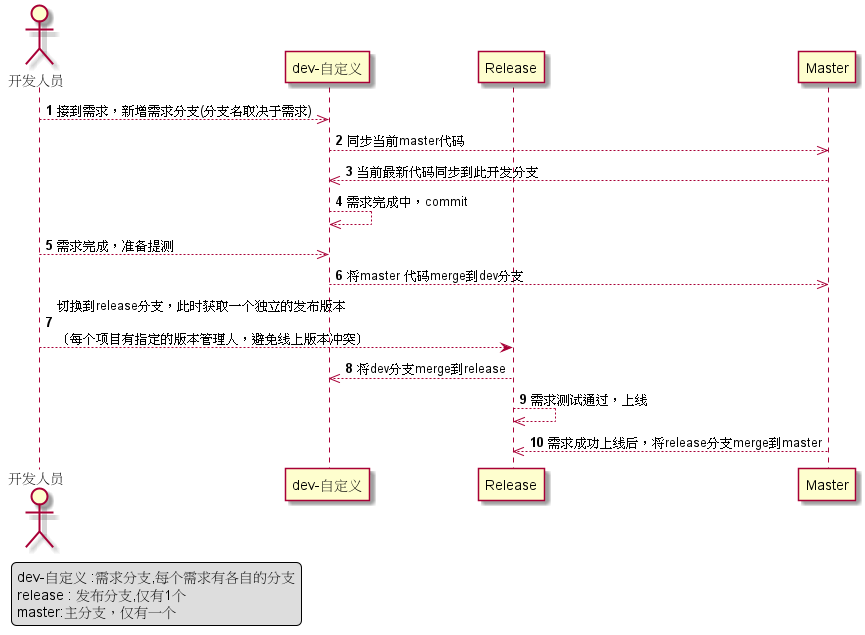 开发人员
dev-自定义
Release
Master
1 接到需求，新增需求分支(分支名取决于需求)
2 同步当前master代码
3 当前最新代码同步到此开发分支
4 需求完成中，commit
5 需求完成，准备提测
6 将master 代码merge到dev分支
切换到release分支，此时获取一个独立的发布版本
7
（每个项目有指定的版本管理人，避免线上版本冲突）
8 将dev分支merge到release
9 需求测试通过，上线
10 需求成功上线后，将release分支merge到master
开发人员
dev-自定义
Release
Master
dev-自定义 :需求分支,每个需求有各自的分支
release : 发布分支,仅有1个
master:主分支，仅有一个